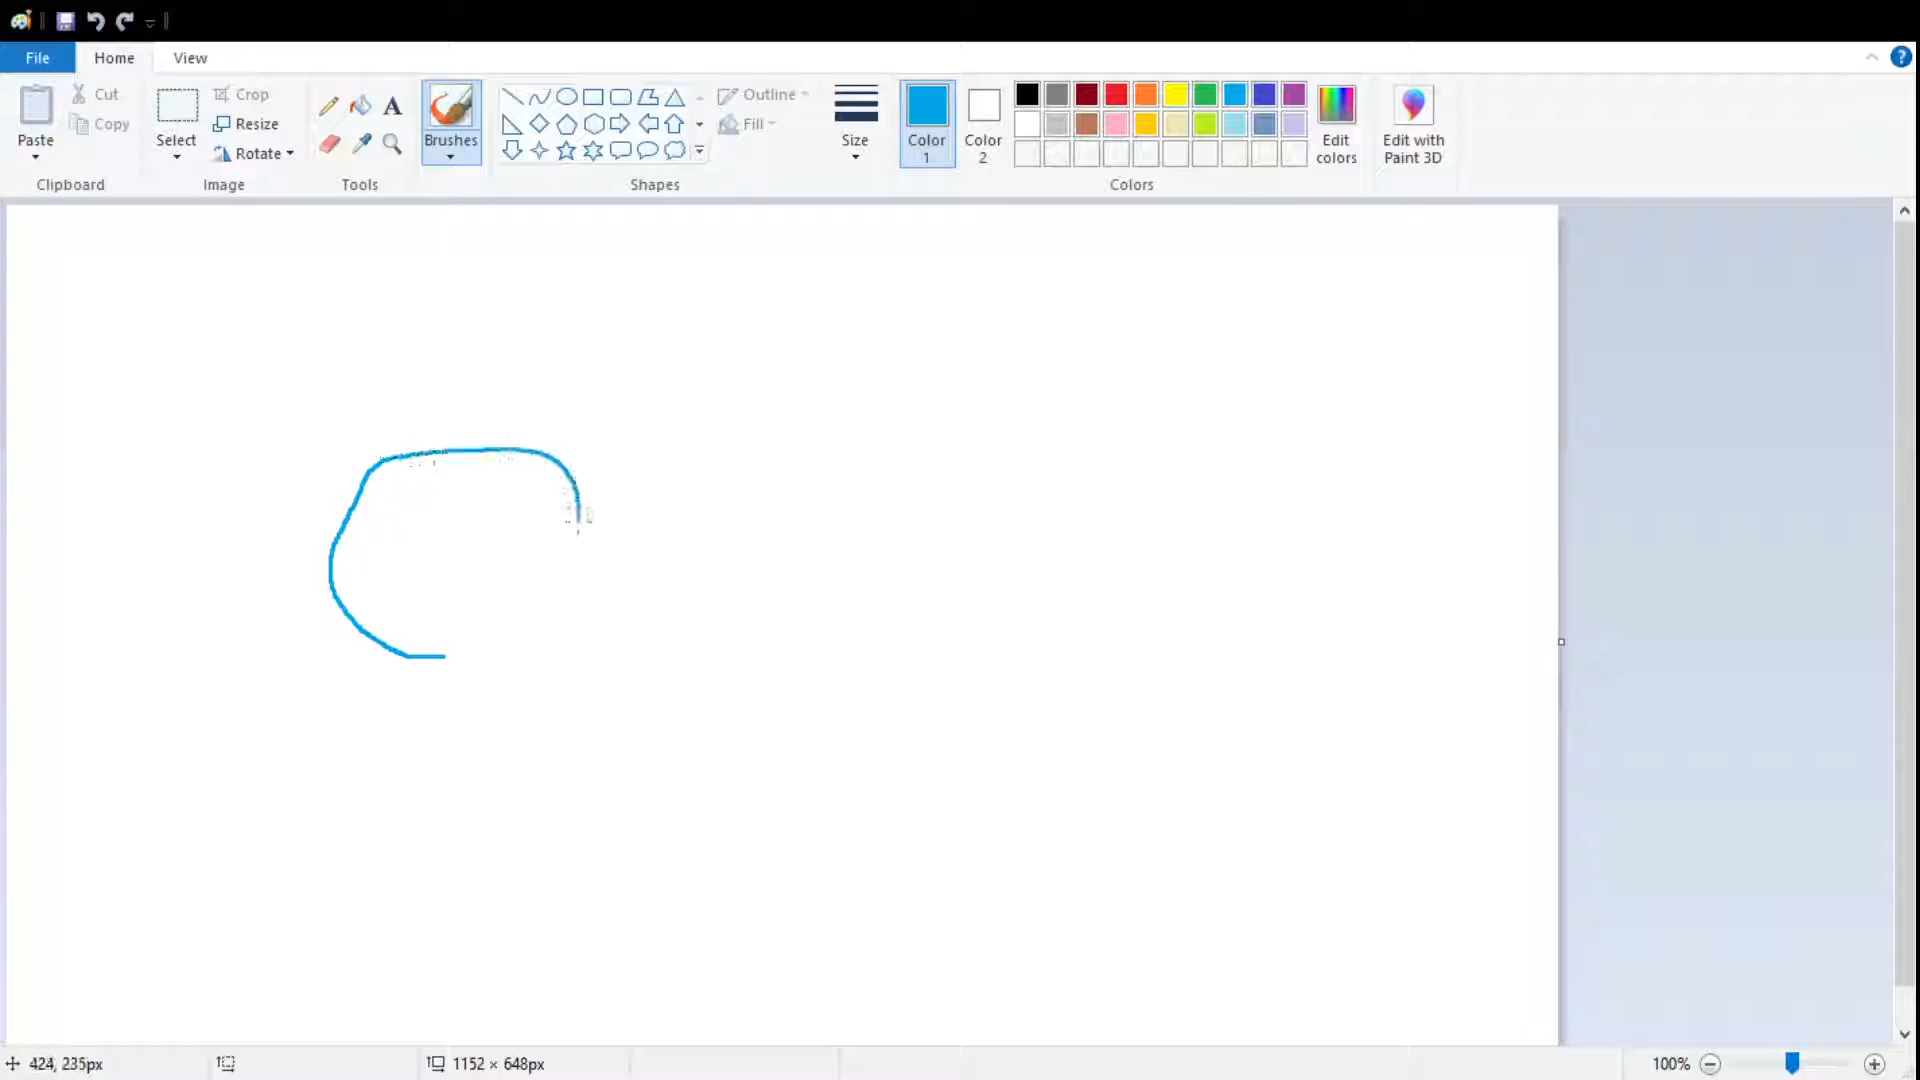 File Home View
Paste Cut Copy Select Crop Resize Rotate A Brushes Outline Fill Size Color 1 Color 2 Edit colors Edit with Paint 3D
Clipboard Image Tools Shapes Colors
424, 235px 1152 × 648px 100%